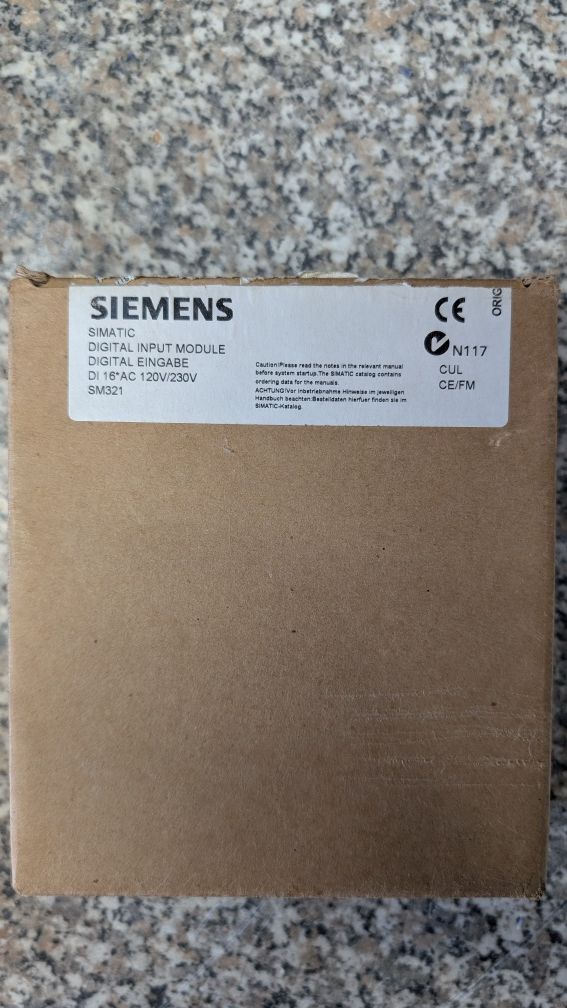 SIEMENS
SIMATIC
DIGITAL INPUT MODULE
DIGITAL EINGABE
DI 16*AC 120V/230V
SM321
Caution!Please read the notes in the relevant manual
before system startup.The SIMATIC catalog contains
ordering data for the manuals.
ACHTUNG!Vor Inbetriebnahme Hinweise im jeweiligen
Handbuch beachten.Bestelldaten hierfuer finden sie im
SIMATIC-Katalog.
CE
N117
CUL
CE/FM
ORIG